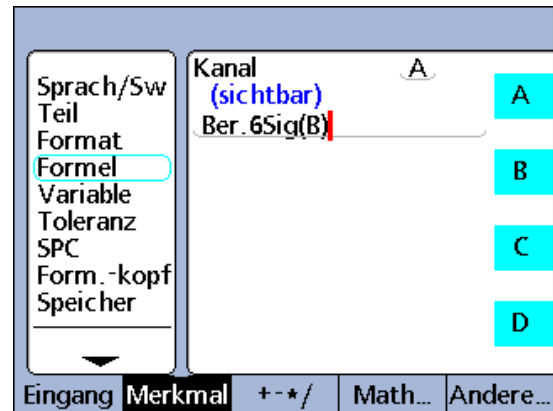 Sprach/Sw
Teil
Format
Formel
Variable
Toleranz
SPC
Form.-kopf
Speicher
Kanal A
(sichtbar)
Ber.6Sig(B)
A
B
C
D
Eingang Merkmal +-*/ Math... Andere...